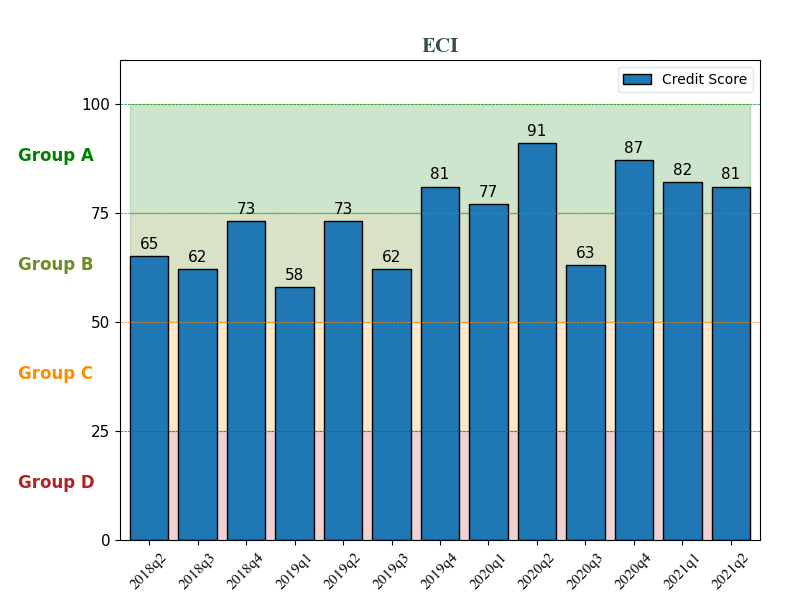 ECI
Credit Score
100
Group A
75
Group B
50
Group C
25
Group D
0
65
62
73
58
73
62
81
77
91
63
87
82
81
2018q2
2018q3
2018q4
2019q1
2019q2
2019q3
2019q4
2020q1
2020q2
2020q3
2020q4
2021q1
2021q2